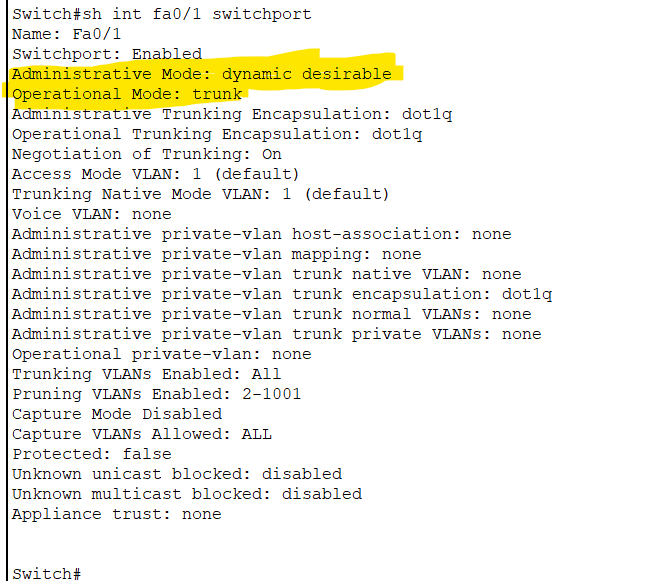 Switch#sh int fa0/1 switchport
Name: Fa0/1
Switchport: Enabled
Administrative Mode: dynamic desirable
Operational Mode: trunk
Administrative Trunking Encapsulation: dot1q
Operational Trunking Encapsulation: dot1q
Negotiation of Trunking: On
Access Mode VLAN: 1 (default)
Trunking Native Mode VLAN: 1 (default)
Voice VLAN: none
Administrative private-vlan host-association: none
Administrative private-vlan mapping: none
Administrative private-vlan trunk native VLAN: none
Administrative private-vlan trunk encapsulation: dot1q
Administrative private-vlan trunk normal VLANs: none
Administrative private-vlan trunk private VLANs: none
Operational private-vlan: none
Trunking VLANs Enabled: All
Pruning VLANs Enabled: 2-1001
Capture Mode Disabled
Capture VLANs Allowed: ALL
Protected: false
Unknown unicast blocked: disabled
Unknown multicast blocked: disabled
Appliance trust: none
Switch#